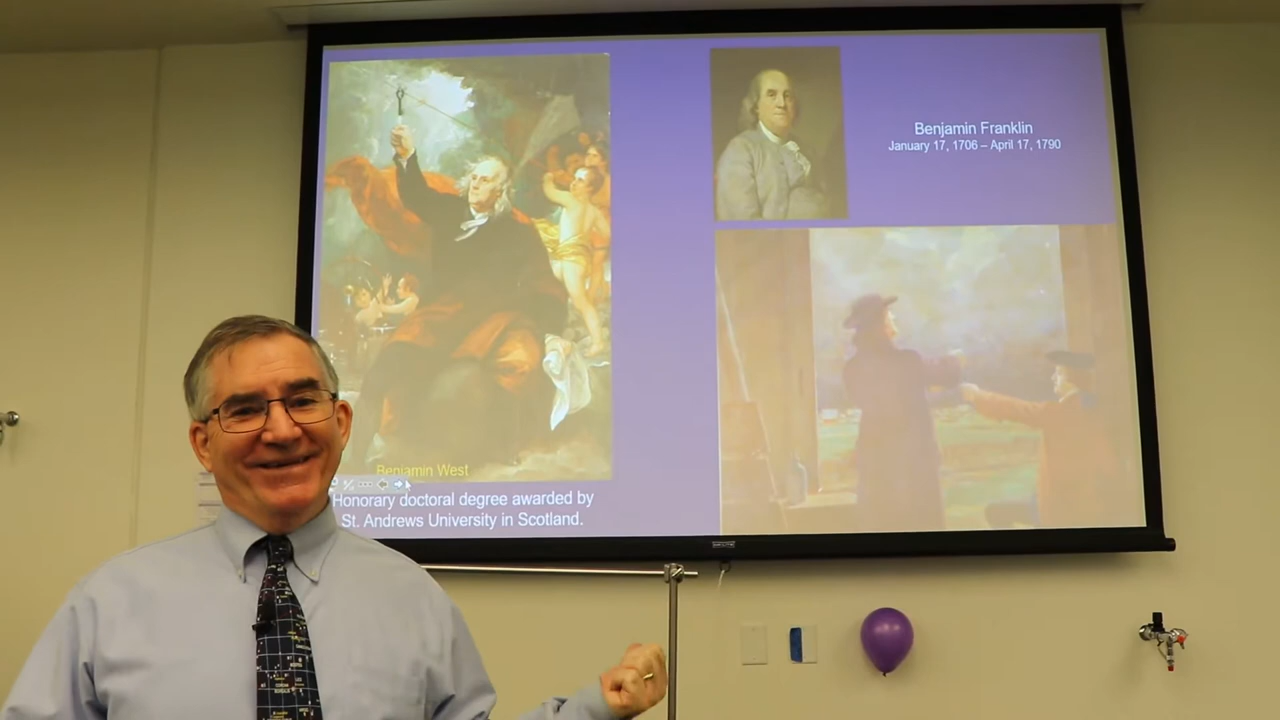 Benjamin Franklin
January 17, 1706 – April 17, 1790
Benjamin West
Honorary doctoral degree awarded by
St. Andrews University in Scotland.